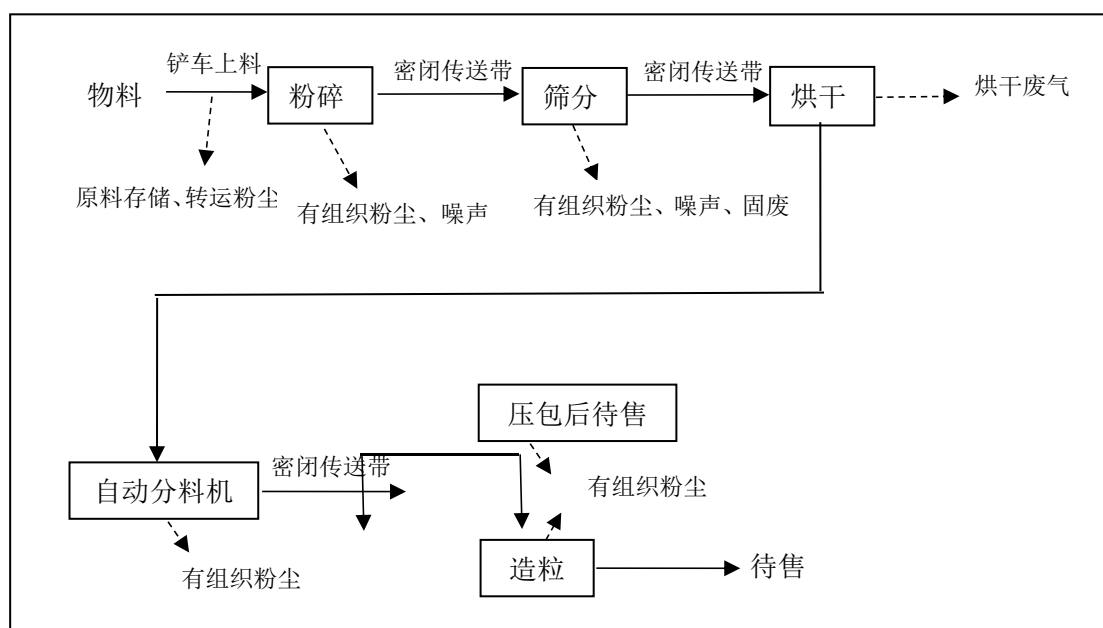 铲车上料
密闭传送带
密闭传送带
物料
粉碎
筛分
烘干
烘干废气
原料存储、转运粉尘
有组织粉尘、噪声
有组织粉尘、噪声、固废
压包后待售
密闭传送带
自动分料机
有组织粉尘
有组织粉尘
造粒
待售